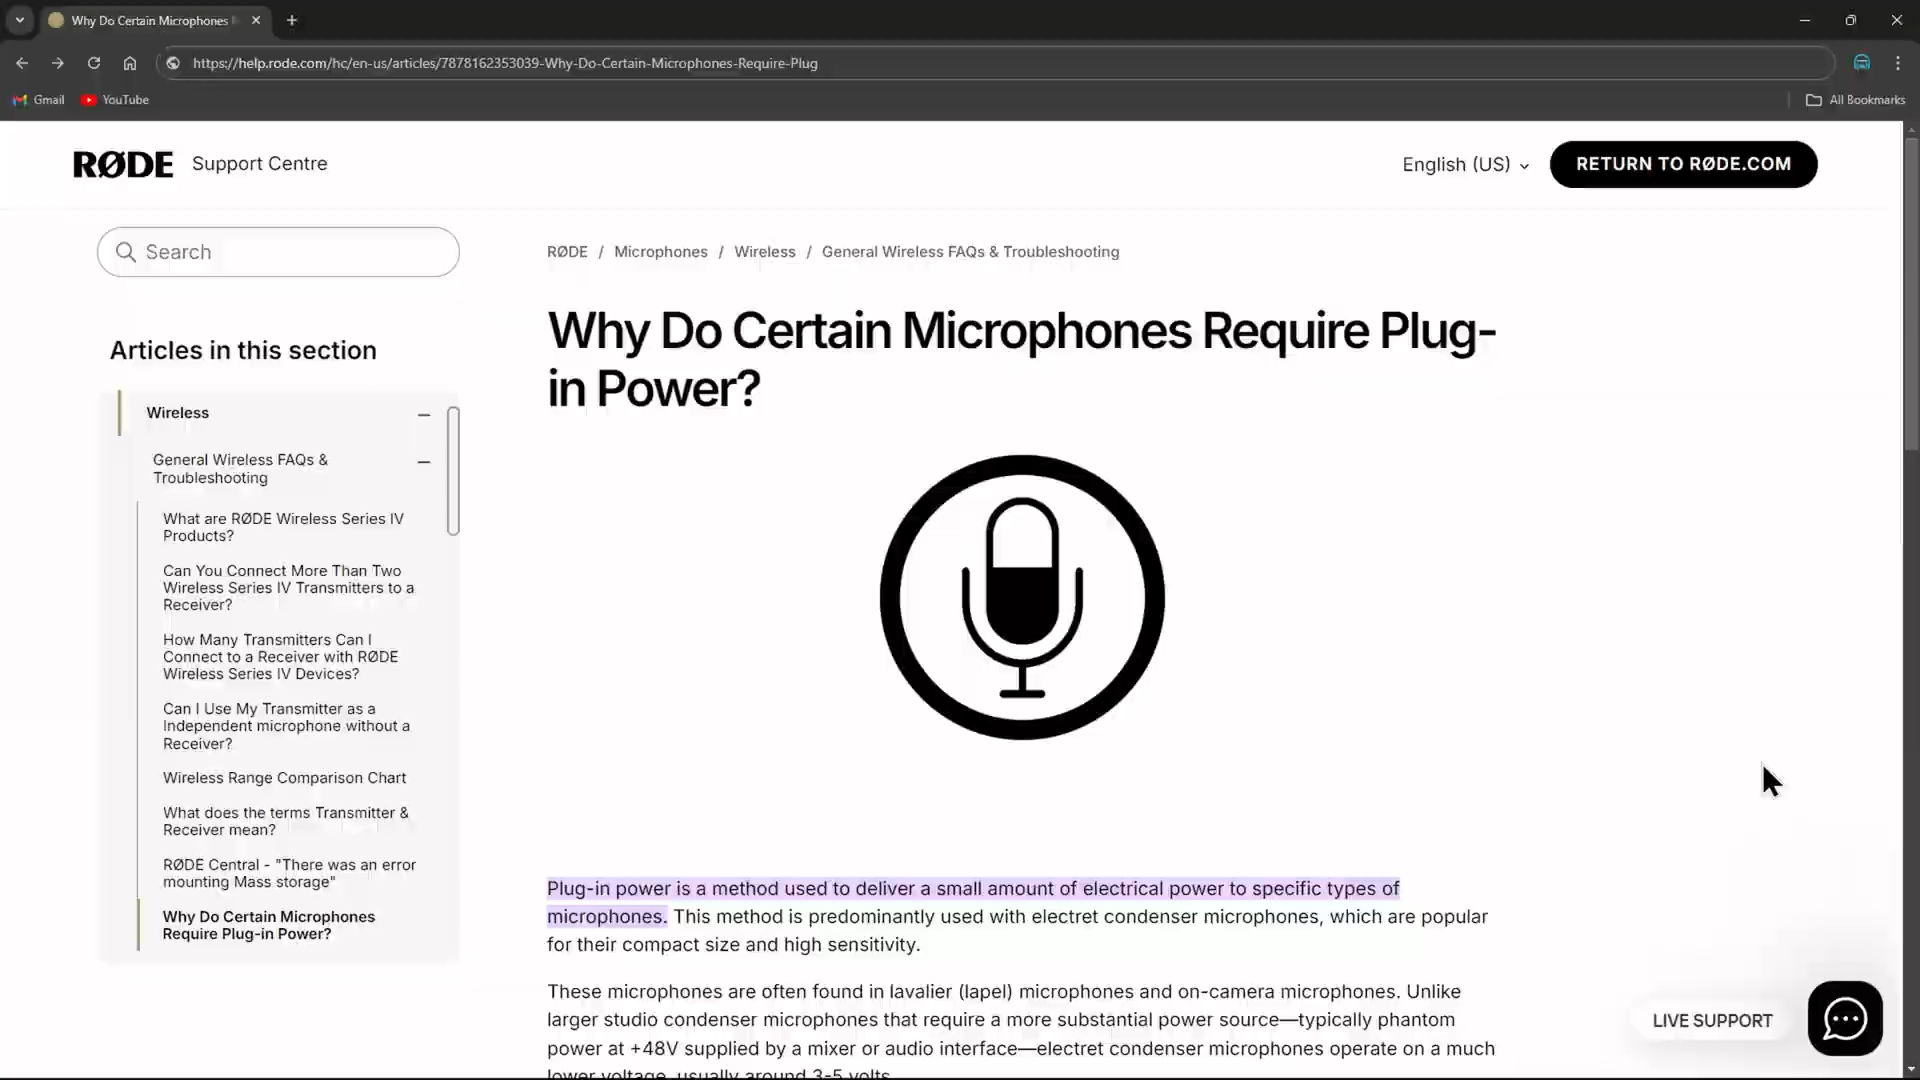 Why Do Certain Microphones
https://help.rode.com/hc/en-us/articles/7878162353039-Why-Do-Certain-Microphones-Require-Plug
Gmail
YouTube
All Bookmarks
RØDE Support Centre
English (US)
RETURN TO RØDE.COM
Search
RØDE / Microphones / Wireless / General Wireless FAQs & Troubleshooting
Why Do Certain Microphones Require Plug-
in Power?
Articles in this section
Wireless
General Wireless FAQs &
Troubleshooting
What are RØDE Wireless Series IV
Products?
Can You Connect More Than Two
Wireless Series IV Transmitters to a
Receiver?
How Many Transmitters Can I
Connect to a Receiver with RØDE
Wireless Series IV Devices?
Can I Use My Transmitter as a
Independent microphone without a
Receiver?
Wireless Range Comparison Chart
What does the terms Transmitter &
Receiver mean?
RØDE Central - "There was an error
mounting Mass storage"
Why Do Certain Microphones
Require Plug-in Power?
Plug-in power is a method used to deliver a small amount of electrical power to specific types of
microphones. This method is predominantly used with electret condenser microphones, which are popular
for their compact size and high sensitivity.
These microphones are often found in lavalier (lapel) microphones and on-camera microphones. Unlike
larger studio condenser microphones that require a more substantial power source—typically phantom
power at +48V supplied by a mixer or audio interface—electret condenser microphones operate on a much
lower voltage, usually around 3-5 volts.
LIVE SUPPORT